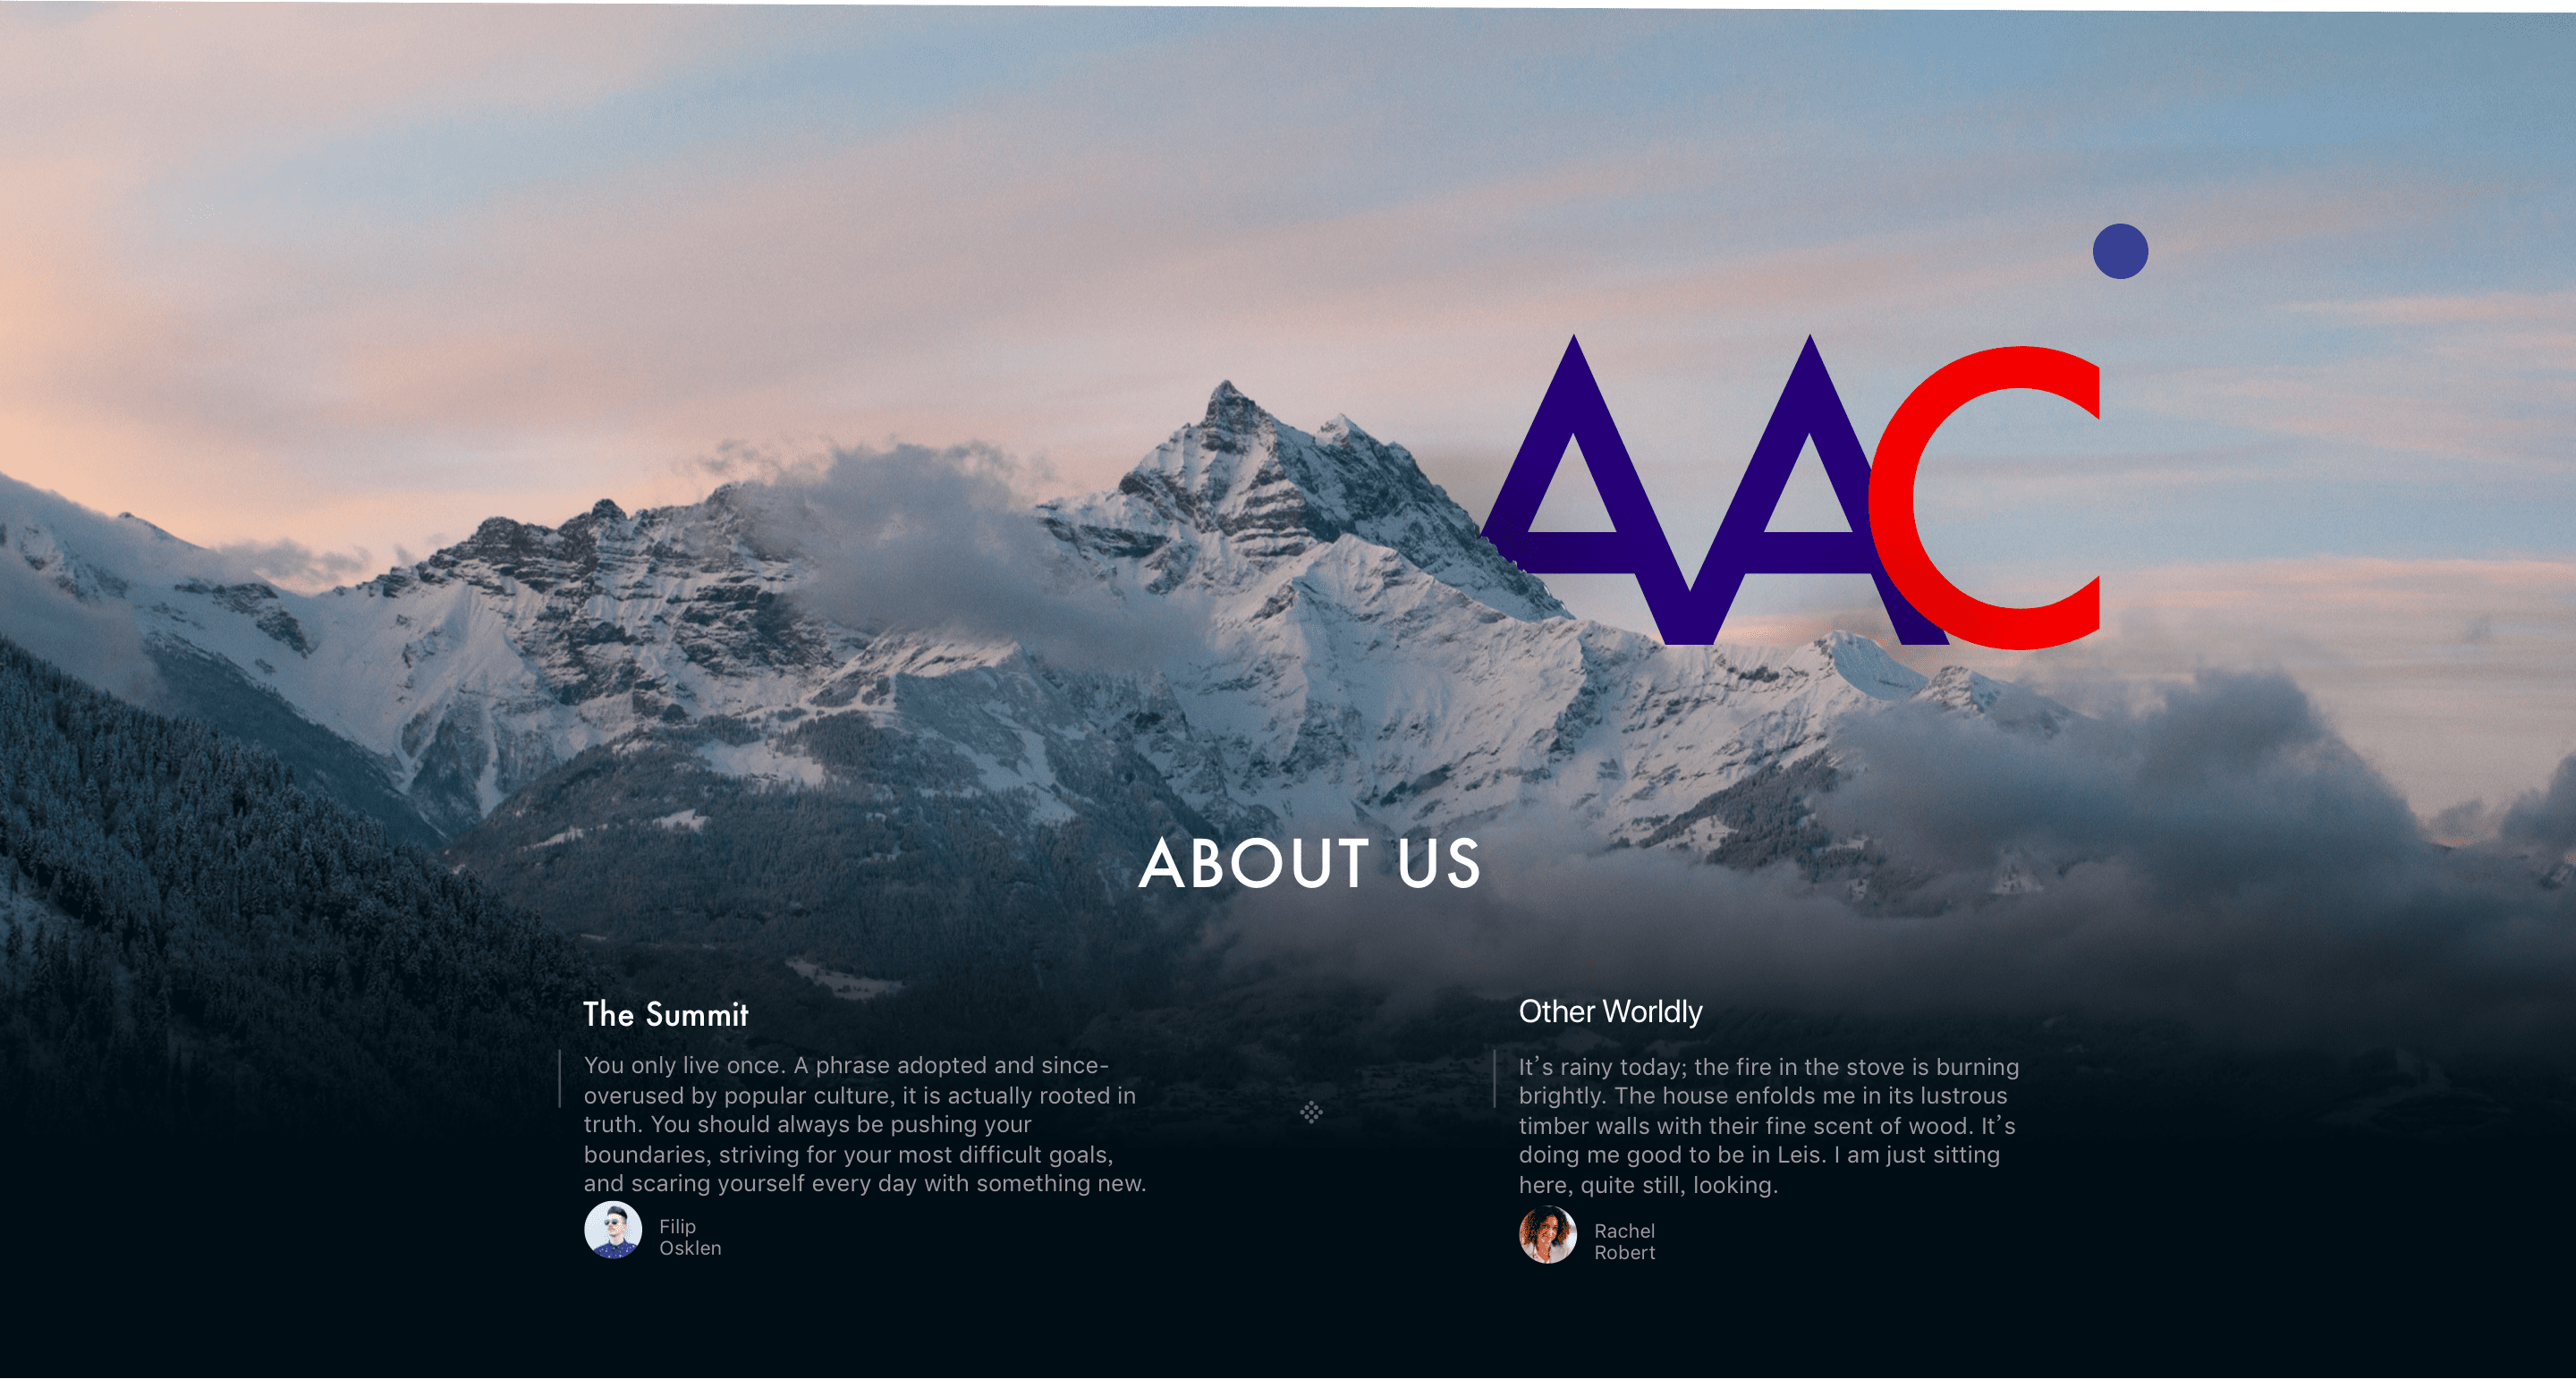 AAC
ABOUT US
The Summit
You only live once. A phrase adopted and since-
overused by popular culture, it is actually rooted in
truth. You should always be pushing your
boundaries, striving for your most difficult goals,
and scaring yourself every day with something new.
Filip
Osklen
Other Worldly
It’s rainy today; the fire in the stove is burning
brightly. The house enfolds me in its lustrous
timber walls with their fine scent of wood. It’s
doing me good to be in Leis. I am just sitting
here, quite still, looking.
Rachel
Robert